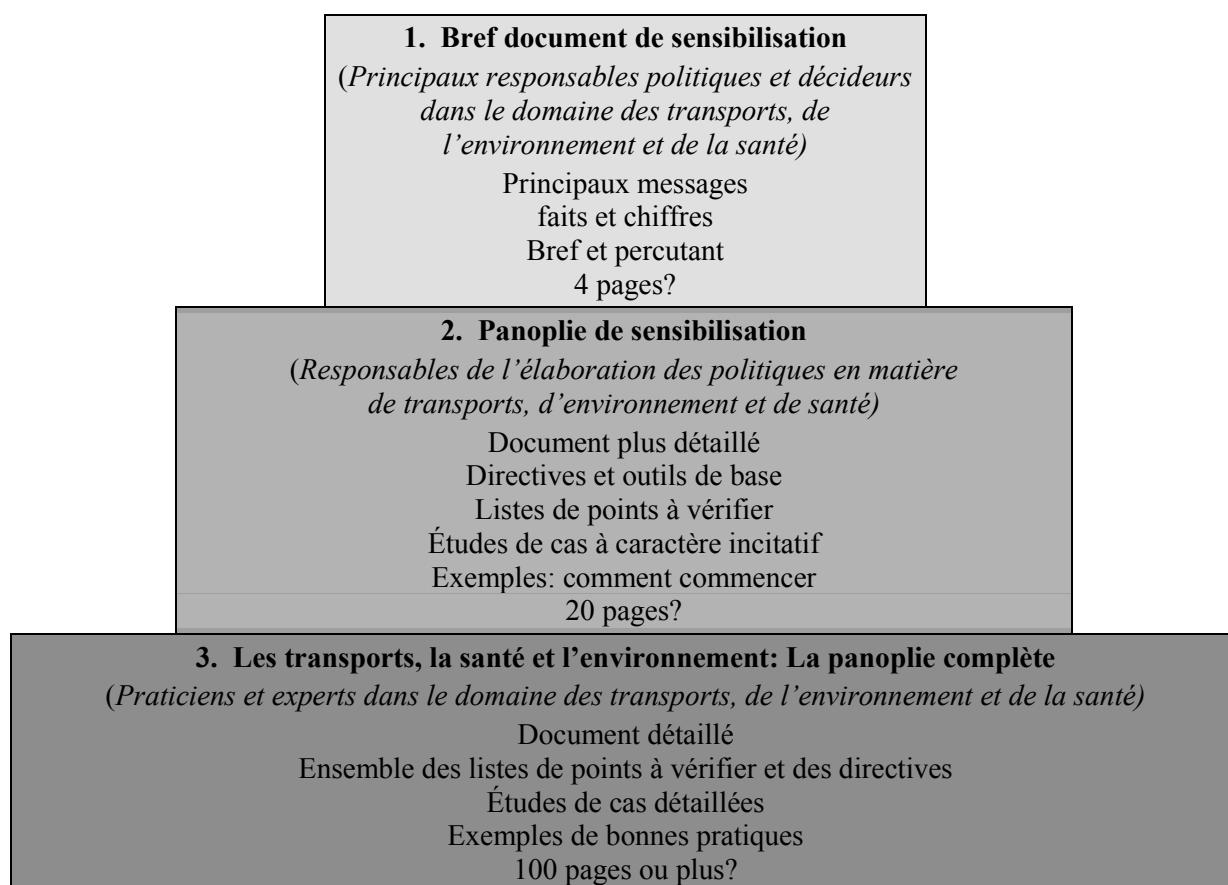 1. Bref document de sensibilisation
(Principaux responsables politiques et décideurs
dans le domaine des transports, de
l’environnement et de la santé)
Principaux messages
faits et chiffres
Bref et percutant
4 pages?
2. Panoplie de sensibilisation
(Responsables de l’élaboration des politiques en matière
de transports, d’environnement et de santé)
Document plus détaillé
Directives et outils de base
Listes de points à vérifier
Études de cas à caractère incitatif
Exemples: comment commencer
20 pages?
3. Les transports, la santé et l’environnement: La panoplie complète
(Praticiens et experts dans le domaine des transports, de l’environnement et de la santé)
Document détaillé
Ensemble des listes de points à vérifier et des directives
Études de cas détaillées
Exemples de bonnes pratiques
100 pages ou plus?